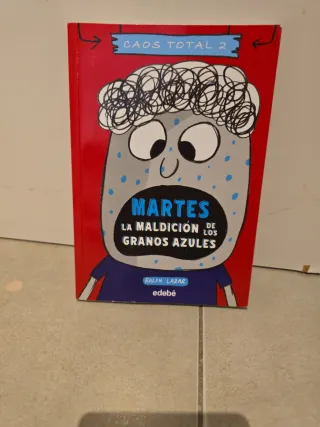 CAOS TOTAL 2
MARTES
LA MALDICIÓN DE LOS
GRANOS AZULES
RALPH LAZAR
edebé